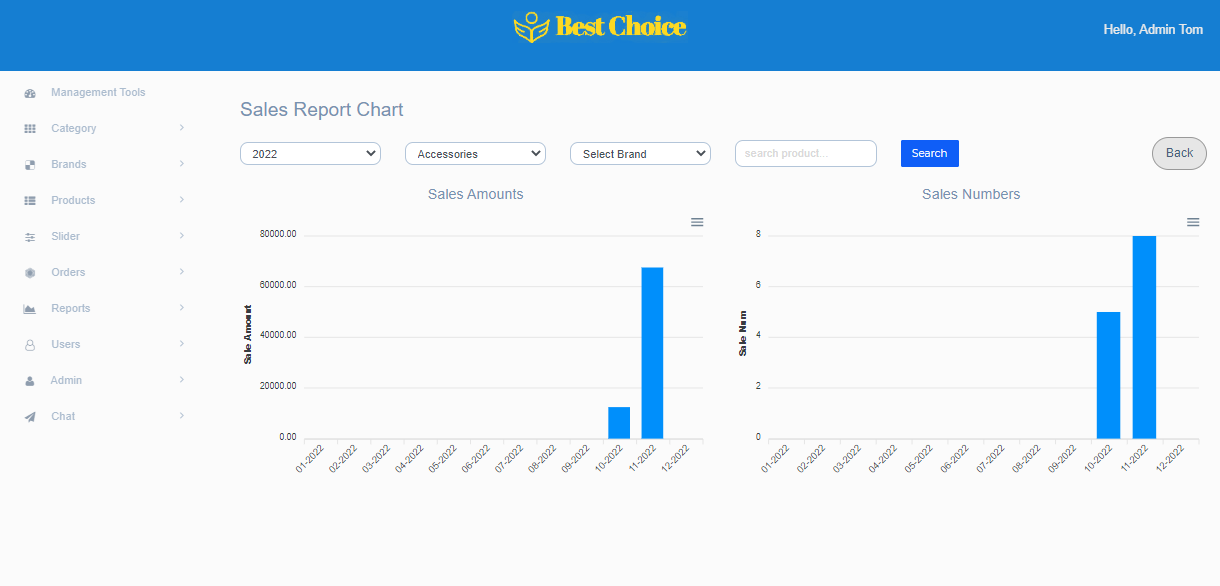 Best Choice
Hello, Admin Tom
Management Tools
Category
Brands
Products
Slider
Orders
Reports
Users
Admin
Chat
Sales Report Chart
2022
Accessories
Select Brand
search product...
Search
Back
Sales Amounts
80000.00
60000.00
40000.00
20000.00
0.00
Sale Amount
01-2022
02-2022
03-2022
04-2022
05-2022
06-2022
07-2022
08-2022
09-2022
10-2022
11-2022
12-2022
Sales Numbers
8
6
4
2
0
Sale Num
01-2022
02-2022
03-2022
04-2022
05-2022
06-2022
07-2022
08-2022
09-2022
10-2022
11-2022
12-2022